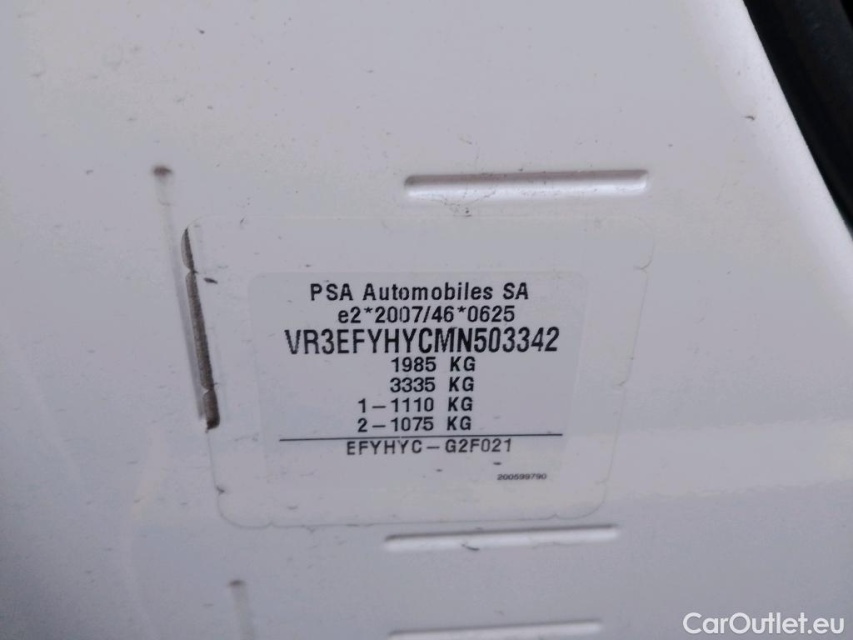 PSA Automobiles SA
e2*2007/46*0625
VR3EFYHYCMN503342
1985 KG
3335 KG
1-1110 KG
2-1075 KG
EFYHYC-G2F021
200599790
CarOutlet.eu